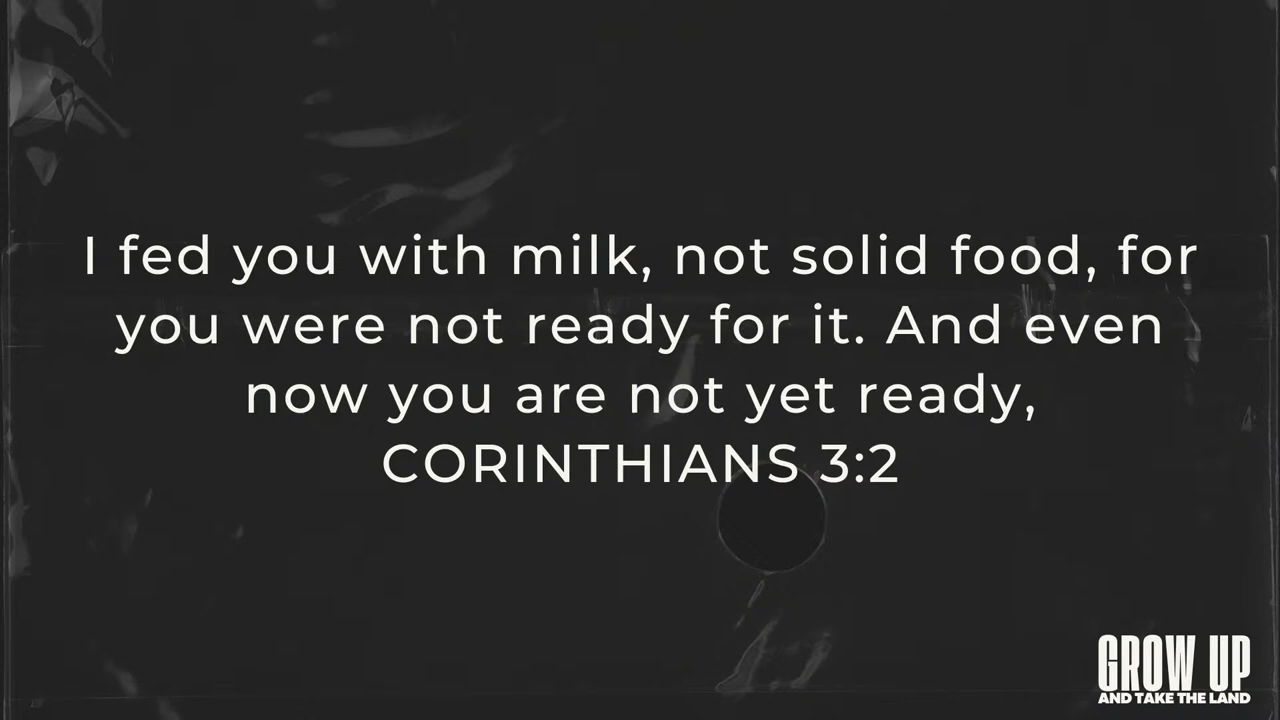 I fed you with milk, not solid food, for
you were not ready for it. And even
now you are not yet ready,
CORINTHIANS 3:2
GROW UP
AND TAKE THE LAND